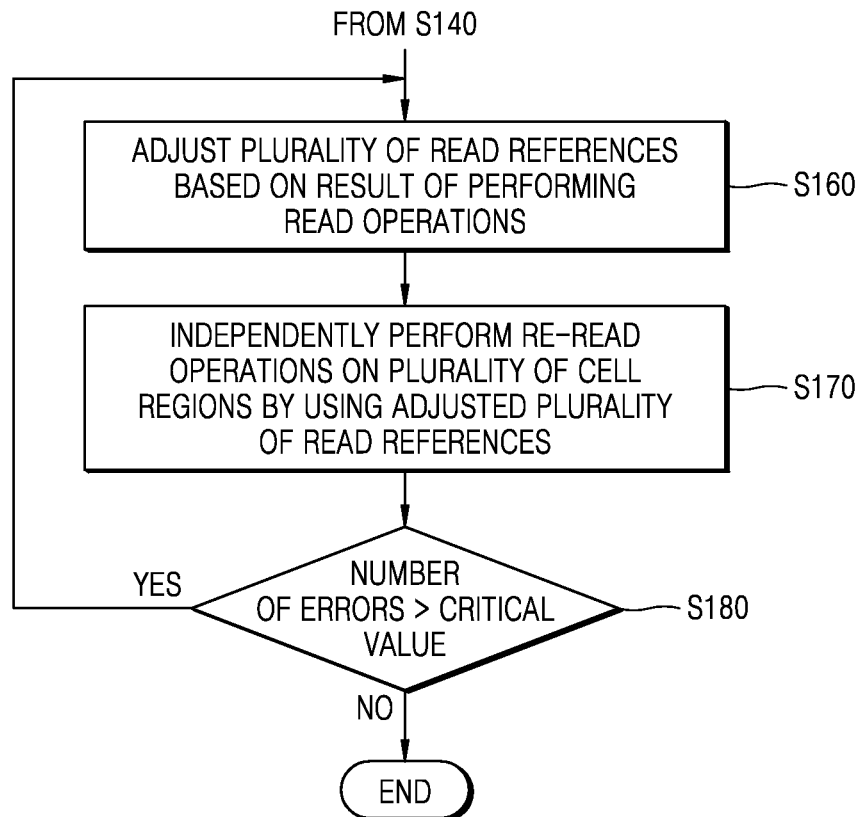 FROM S140
ADJUST PLURALITY OF READ REFERENCES
BASED ON RESULT OF PERFORMING
READ OPERATIONS
S160
INDEPENDENTLY PERFORM RE-READ
OPERATIONS ON PLURALITY OF CELL
REGIONS BY USING ADJUSTED PLURALITY
OF READ REFERENCES
S170
YES
NUMBER
OF ERRORS > CRITICAL
VALUE
S180
NO
END